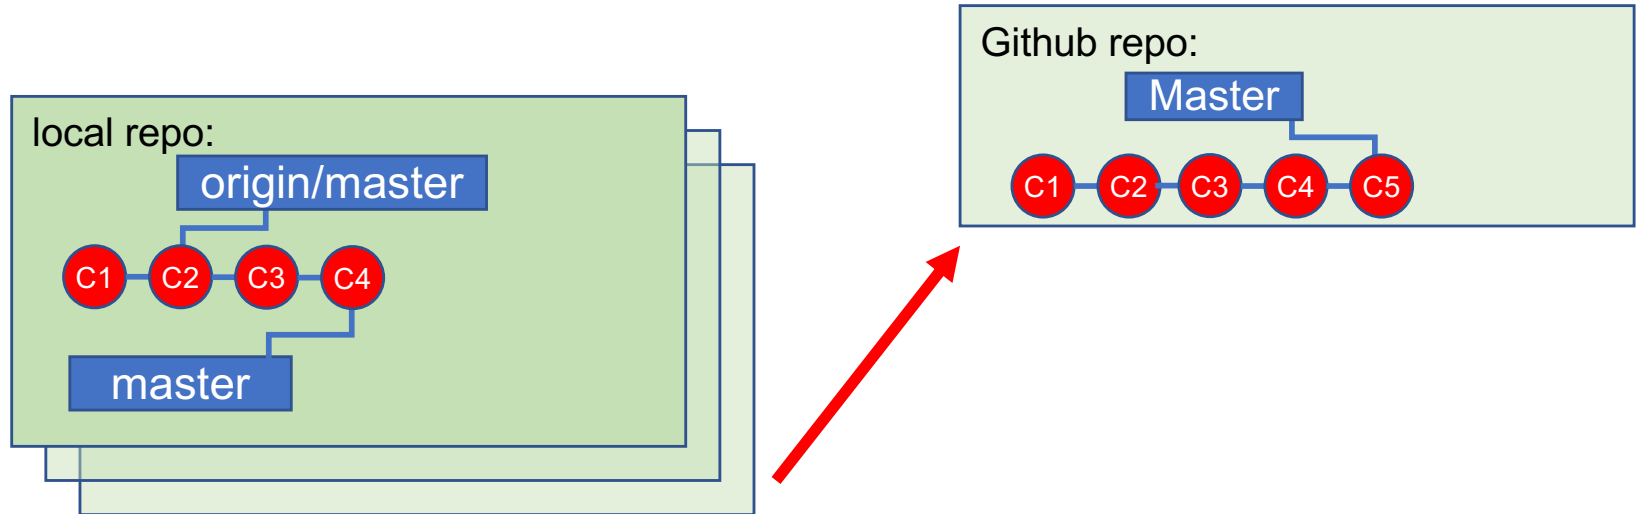 local repo:
origin/master
C1 C2 C3 C4
master
Github repo:
Master
C1 C2 C3 C4 C5